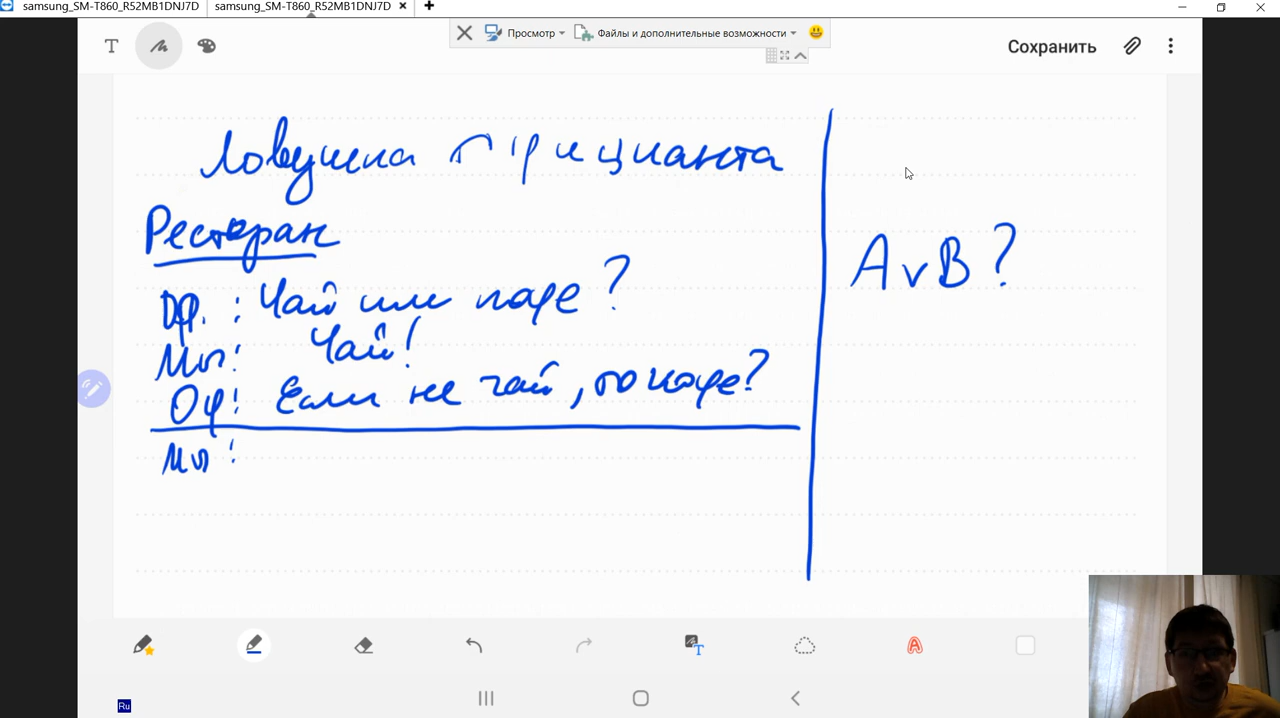 samsung_SM-T860_R52MB1DNJ7D samsung_SM-T860_R52MB1DNJ7D
Просмотр Файлы и дополнительные возможности
T Сохранить
Ловушка официанта
Ресторан
Оф. : Чай или кофе?
Мы: Чай!
Оф: Если не чай, то кофе?
Мы:
A v B ?
T A
Ru